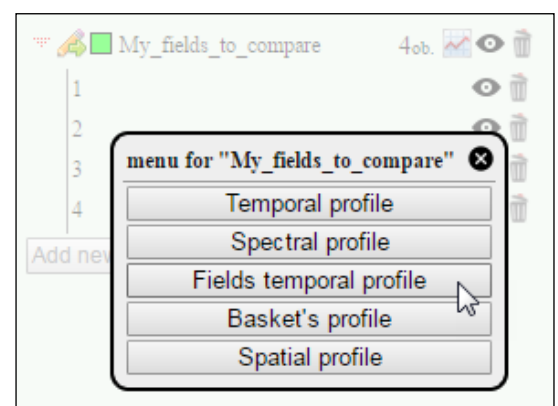 My_fields_to_compare 4ob.
1
2
3
4
Add new
menu for "My_fields_to_compare"
Temporal profile
Spectral profile
Fields temporal profile
Basket's profile
Spatial profile